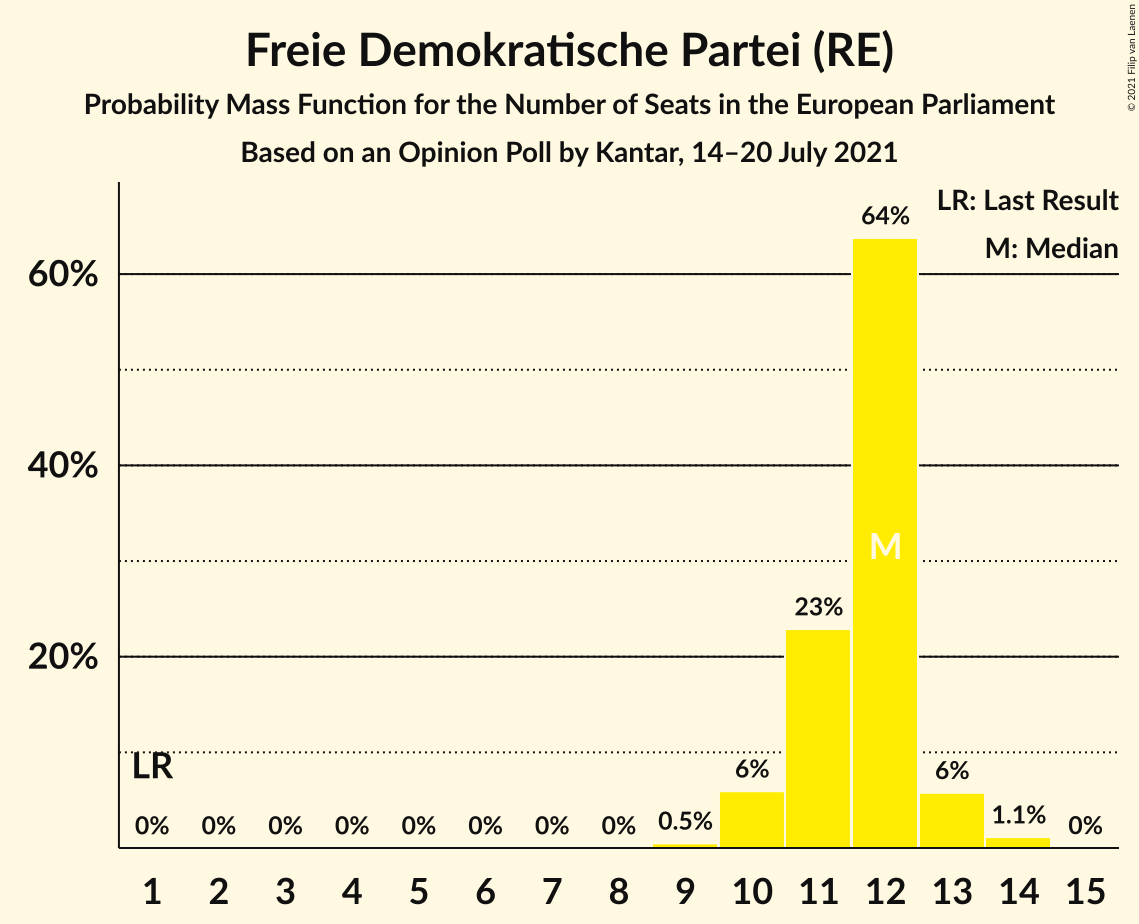 Freie Demokratische Partei (RE)
Probability Mass Function for the Number of Seats in the European Parliament
Based on an Opinion Poll by Kantar, 14–20 July 2021
© 2021 Filip van Laenen
LR: Last Result
M: Median
60%
40%
20%
64%
M
23%
LR
6%
6%
0% 0% 0% 0% 0% 0% 0% 0% 0.5% 1.1% 0%
1 2 3 4 5 6 7 8 9 10 11 12 13 14 15